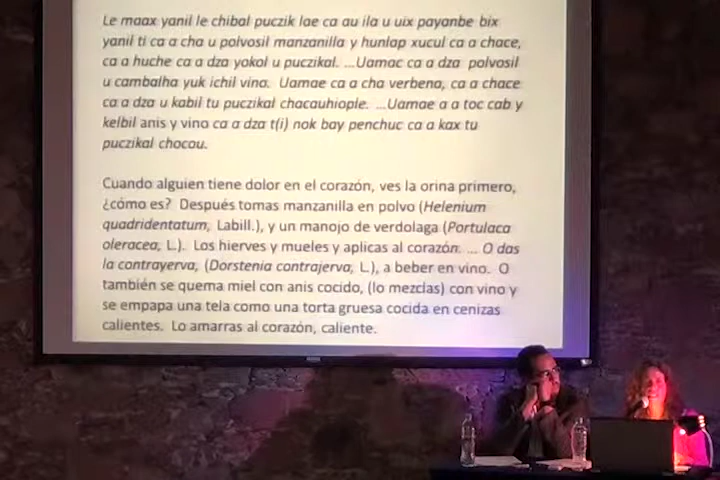 Le maax yanil le chibal puczik lae ca au ila u uix payanbe bix
yanil ti ca a cha u polvosil manzanilla y hunlap xucul ca a chace,
ca a huche ca a dza yokol u puczikal. ...Uamac ca a dza polvosil
u cambalha yuk ichil vino. Uamae ca a cha verbena, ca a chace
ca a dza u kabil tu puczikal chacauhiople. ...Uamae a a toc cab y
kelbil anis y vino ca a dza t(i) nok bay penchuc ca a kax tu
puczikal chocou.
Cuando alguien tiene dolor en el corazón, ves la orina primero,
¿cómo es? Después tomas manzanilla en polvo (Helenium
quadridentatum, Labill.), y un manojo de verdolaga (Portulaca
oleracea, L.). Los hierves y mueles y aplicas al corazón. ... O das
la contrayerva, (Dorstenia contrajerva, L.), a beber en vino. O
también se quema miel con anis cocido, (lo mezclas) con vino y
se empapa una tela como una torta gruesa cocida en cenizas
calientes. Lo amarras al corazón, caliente.